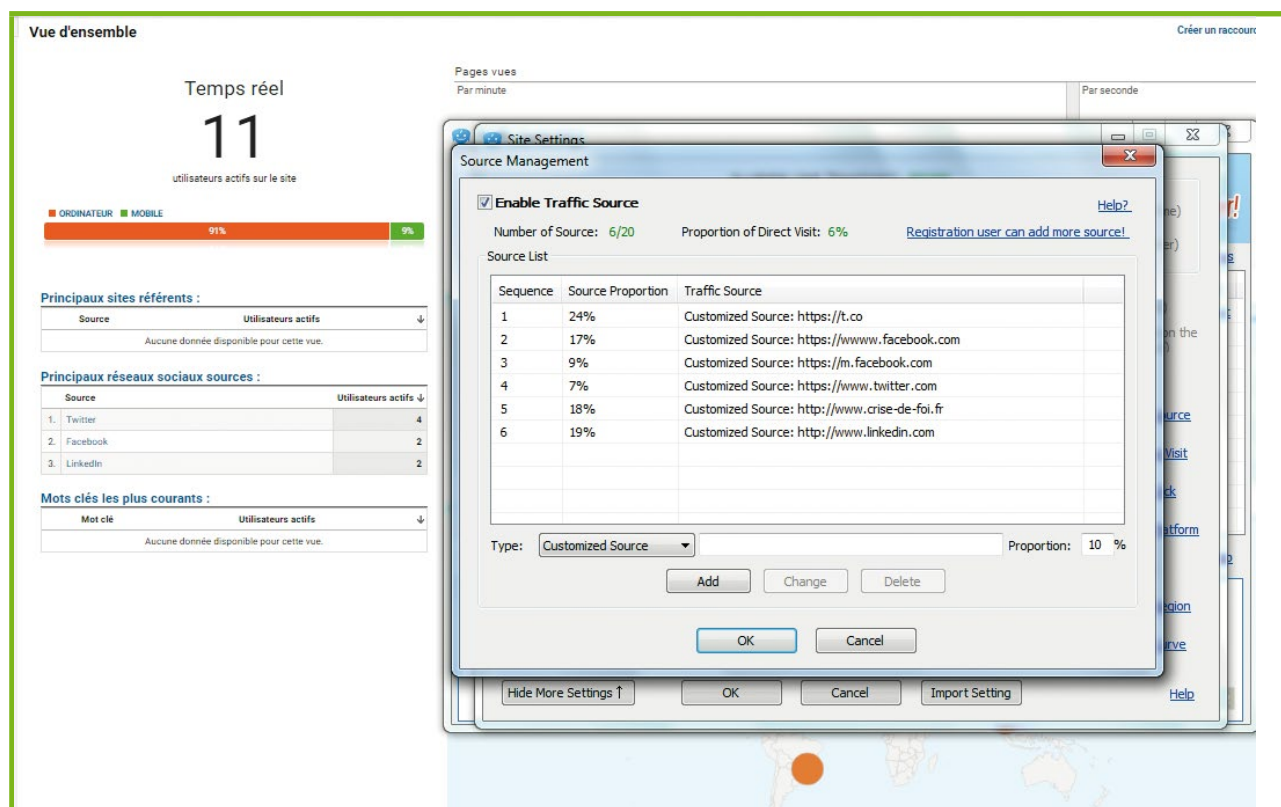 Vue d'ensemble
Créer un raccourc
Temps réel
11
utilisateurs actifs sur le site
ORDINATEUR MOBILE
91% 9%
Principaux sites référents :
Source Utilisateurs actifs
Aucune donnée disponible pour cette vue.
Principaux réseaux sociaux sources :
Source Utilisateurs actifs
1. Twitter 4
2. Facebook 2
3. LinkedIn 2
Mots clés les plus courants :
Mot clé Utilisateurs actifs
Aucune donnée disponible pour cette vue.
Pages vues
Par minute Par seconde
Site Settings
Source Management
Enable Traffic Source Help?
Number of Source: 6/20 Proportion of Direct Visit: 6% Registration user can add more source!
Source List
Sequence Source Proportion Traffic Source
1 24% Customized Source: https://t.co
2 17% Customized Source: https://wwww.facebook.com
3 9% Customized Source: https://m.facebook.com
4 7% Customized Source: https://www.twitter.com
5 18% Customized Source: http://www.crise-de-foi.fr
6 19% Customized Source: http://www.linkedin.com
Type: Customized Source Proportion: 10 %
Add Change Delete
OK Cancel
Hide More Settings OK Cancel Import Setting Help